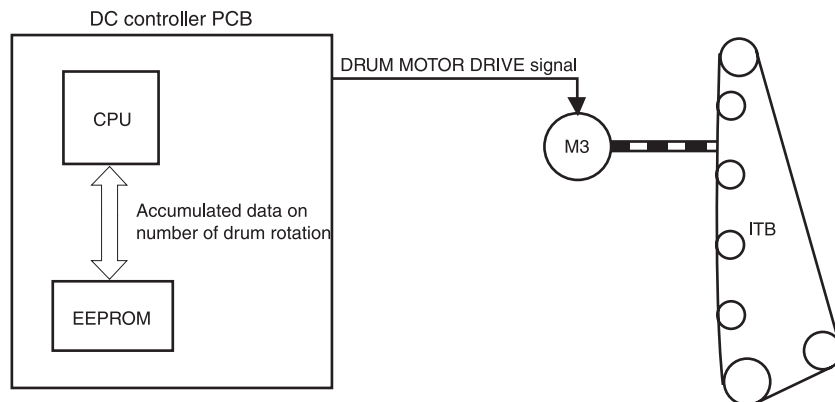 DC controller PCB
DRUM MOTOR DRIVE signal
CPU
M3
Accumulated data on
number of drum rotation
ITB
EEPROM